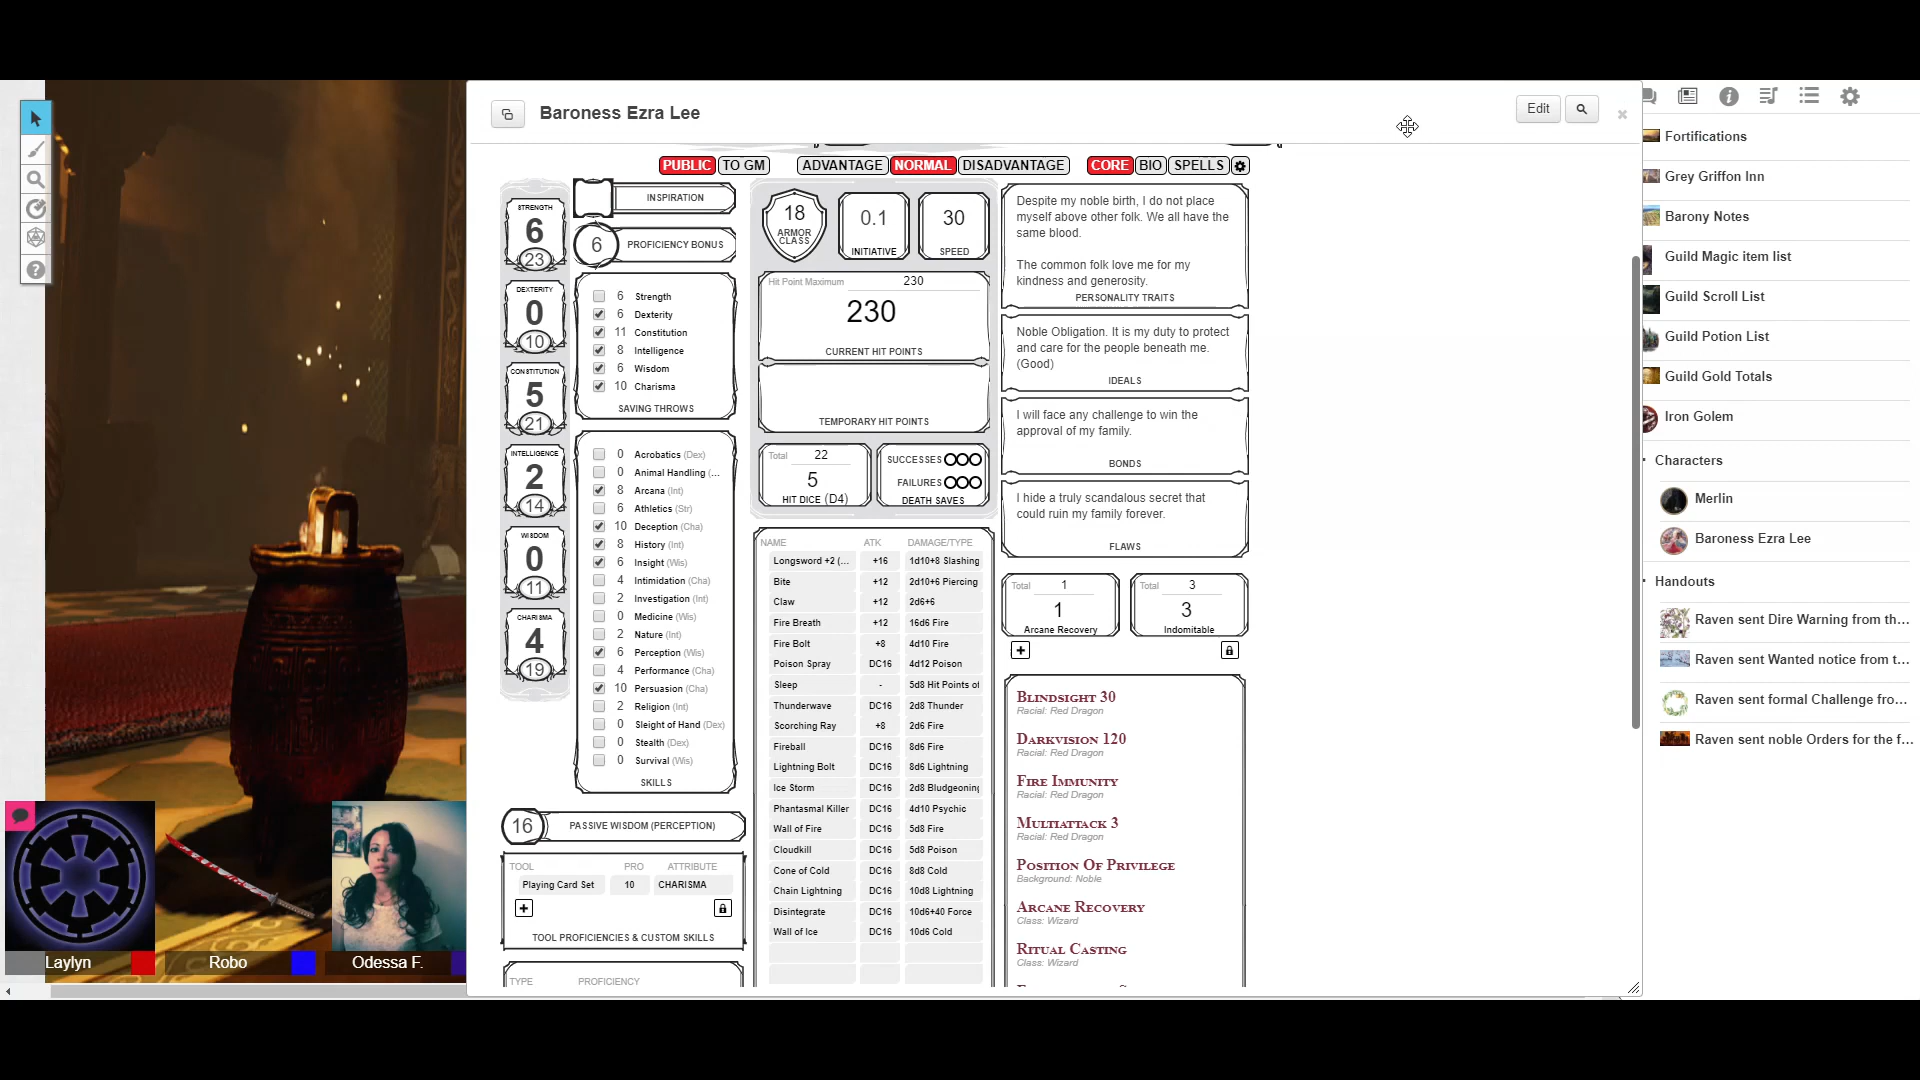 Baroness Ezra Lee
Edit
PUBLIC TO GM
ADVANTAGE NORMAL DISADVANTAGE
CORE BIO SPELLS
STRENGTH
6
23
DEXTERITY
0
10
CONSTITUTION
5
21
INTELLIGENCE
2
14
WISDOM
0
11
CHARISMA
4
19
INSPIRATION
6 PROFICIENCY BONUS
6 Strength
6 Dexterity
11 Constitution
8 Intelligence
6 Wisdom
10 Charisma
SAVING THROWS
0 Acrobatics (Dex)
0 Animal Handling (...
8 Arcana (Int)
6 Athletics (Str)
10 Deception (Cha)
8 History (Int)
6 Insight (Wis)
4 Intimidation (Cha)
2 Investigation (Int)
0 Medicine (Wis)
2 Nature (Int)
6 Perception (Wis)
4 Performance (Cha)
10 Persuasion (Cha)
2 Religion (Int)
0 Sleight of Hand (Dex)
0 Stealth (Dex)
0 Survival (Wis)
SKILLS
16 PASSIVE WISDOM (PERCEPTION)
TOOL PRO ATTRIBUTE
Playing Card Set 10 CHARISMA
TOOL PROFICIENCIES & CUSTOM SKILLS
TYPE PROFICIENCY
18
ARMOR
CLASS
0.1
INITIATIVE
30
SPEED
Hit Point Maximum 230
230
CURRENT HIT POINTS
TEMPORARY HIT POINTS
Total 22
5
HIT DICE (D4)
SUCCESSES
FAILURES
DEATH SAVES
NAME ATK DAMAGE/TYPE
Longsword +2 (... +16 1d10+8 Slashing
Bite +12 2d10+6 Piercing
Claw +12 2d6+6
Fire Breath +12 16d6 Fire
Fire Bolt +8 4d10 Fire
Poison Spray DC16 4d12 Poison
Sleep - 5d8 Hit Points of
Thunderwave DC16 2d8 Thunder
Scorching Ray +8 2d6 Fire
Fireball DC16 8d6 Fire
Lightning Bolt DC16 8d6 Lightning
Ice Storm DC16 2d8 Bludgeoning
Phantasmal Killer DC16 4d10 Psychic
Wall of Fire DC16 5d8 Fire
Cloudkill DC16 5d8 Poison
Cone of Cold DC16 8d8 Cold
Chain Lightning DC16 10d8 Lightning
Disintegrate DC16 10d6+40 Force
Wall of Ice DC16 10d6 Cold
Despite my noble birth, I do not place
myself above other folk. We all have the
same blood.
The common folk love me for my
kindness and generosity.
PERSONALITY TRAITS
Noble Obligation. It is my duty to protect
and care for the people beneath me.
(Good)
IDEALS
I will face any challenge to win the
approval of my family.
BONDS
I hide a truly scandalous secret that
could ruin my family forever.
FLAWS
Total 1
1
Arcane Recovery
Total 3
3
Indomitable
BLINDSIGHT 30
Racial: Red Dragon
DARKVISION 120
Racial: Red Dragon
FIRE IMMUNITY
Racial: Red Dragon
MULTIATTACK 3
Racial: Red Dragon
POSITION OF PRIVILEGE
Background: Noble
ARCANE RECOVERY
Class: Wizard
RITUAL CASTING
Class: Wizard
Fortifications
Grey Griffon Inn
Barony Notes
Guild Magic item list
Guild Scroll List
Guild Potion List
Guild Gold Totals
Iron Golem
Characters
Merlin
Baroness Ezra Lee
Handouts
Raven sent Dire Warning from th...
Raven sent Wanted notice from t...
Raven sent formal Challenge fro...
Raven sent noble Orders for the f...
Laylyn
Robo
Odessa F.